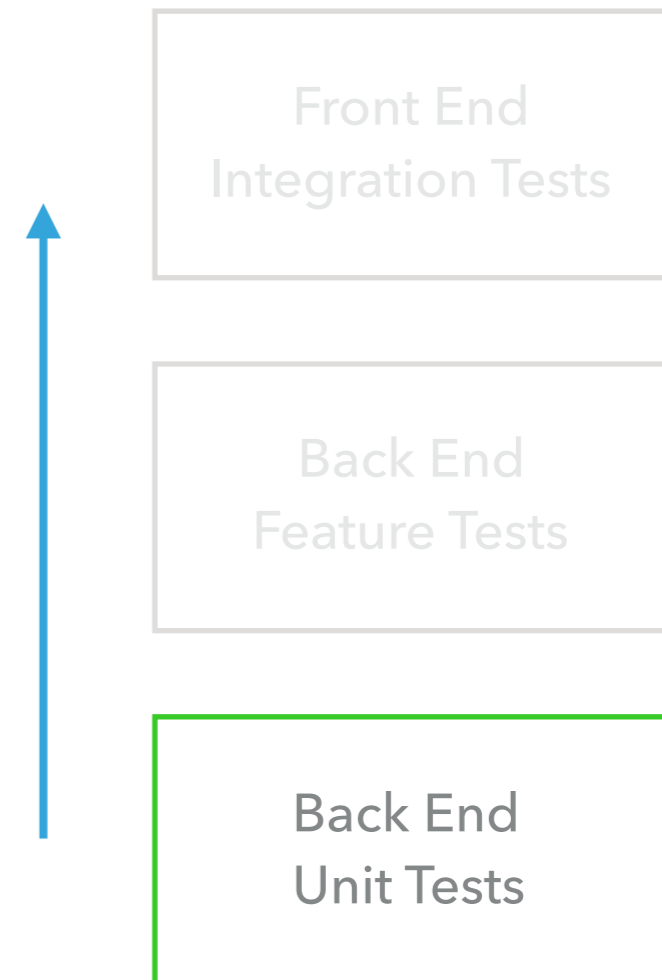 Front End
Integration Tests
Back End
Feature Tests
Back End
Unit Tests